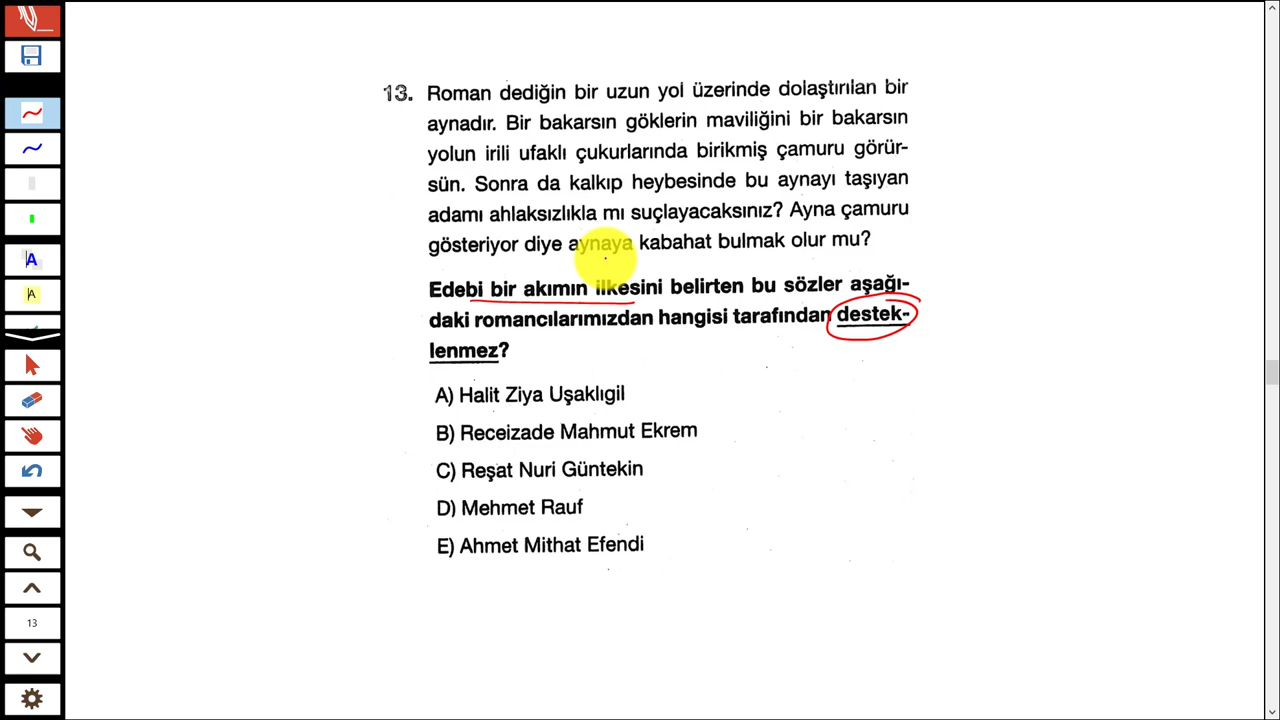 13. Roman dediğin bir uzun yol üzerinde dolaştırılan bir
aynadır. Bir bakarsın göklerin maviliğini bir bakarsın
yolun irili ufaklı çukurlarında birikmiş çamuru görür-
sün. Sonra da kalkıp heybesinde bu aynayı taşıyan
adamı ahlaksızlıkla mı suçlayacaksınız? Ayna çamuru
gösteriyor diye aynaya kabahat bulmak olur mu?
Edebi bir akımın ilkesini belirten bu sözler aşağı-
daki romancılarımızdan hangisi tarafından destek-
lenmez?
A) Halit Ziya Uşaklıgil
B) Receizade Mahmut Ekrem
C) Reşat Nuri Güntekin
D) Mehmet Rauf
E) Ahmet Mithat Efendi
A
A
13